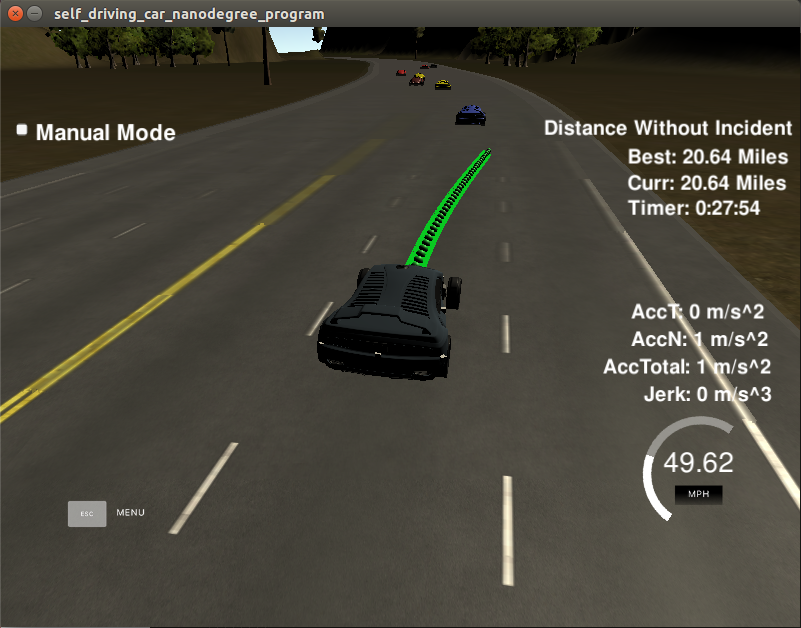 self_driving_car_nanodegree_program
Manual Mode
Distance Without Incident
Best: 20.64 Miles
Curr: 20.64 Miles
Timer: 0:27:54
AccT: 0 m/s^2
AccN: 1 m/s^2
AccTotal: 1 m/s^2
Jerk: 0 m/s^3
49.62
MPH
ESC
MENU